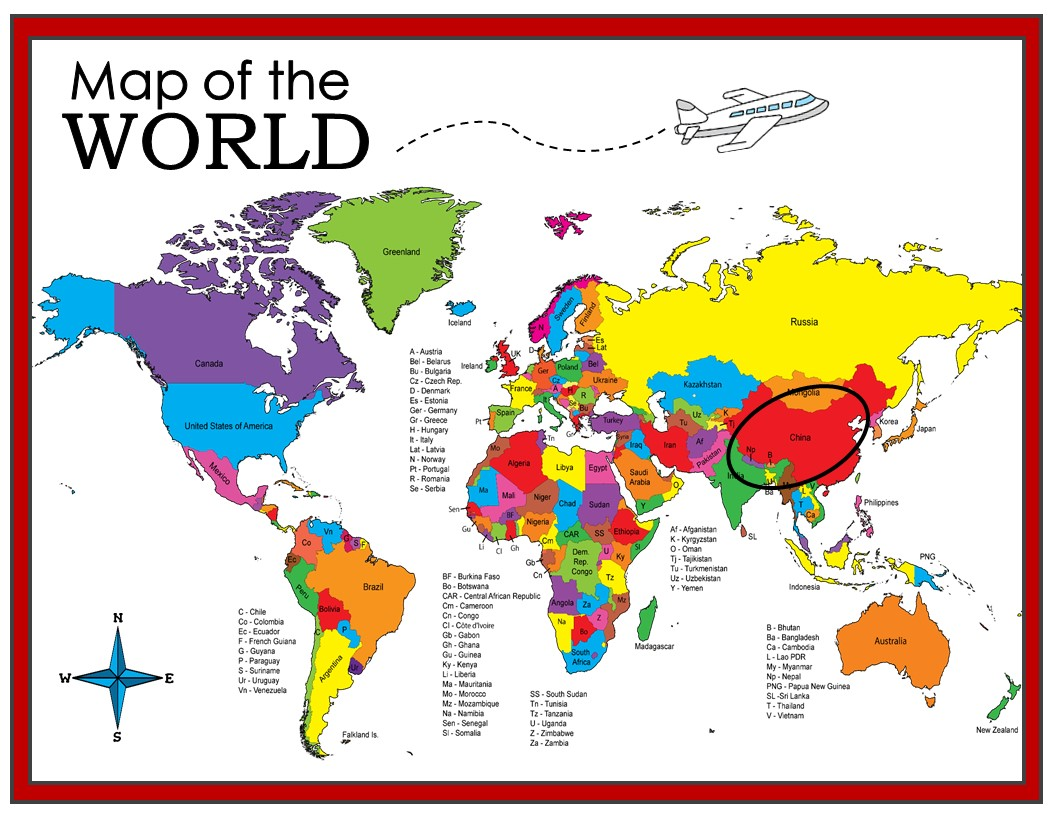 Map of the
WORLD
Greenland
Iceland
Canada
United States of America
Mexico
Russia
Sweden
Finland
N
UK
Ireland
D
Es
Lat
Bel
Ger
Poland
Cz
Ukraine
France
A
H
R
Se
Bu
It
Spain
Pt
Gr
Turkey
Kazakhstan
Mongolia
Uz
K
Tu
Tj
China
Korea
Japan
Syria
Iraq
Iran
Af
Pakistan
Np
B
India
Ba
My
L
V
T
Ca
SL
Philippines
Saudi
Arabia
O
Y
Tn
Mo
Algeria
Libya
Egypt
Ma
Mali
Niger
Chad
Sudan
Sen
BF
Gu
Li
CI
Gh
Nigeria
Cm
CAR
SS
Ethiopia
SI
Gb
Cn
Dem.
Rep.
Congo
U
Ky
Tz
Angola
Za
Mz
Z
Na
Bo
South
Africa
Madagascar
Indonesia
PNG
Australia
New Zealand
Vn
Co
G
S
F
Ec
Peru
Brazil
Bolivia
P
C
Argentina
Ur
Falkland Is.
A - Austria
Bel - Belarus
Bu - Bulgaria
Cz - Czech Rep.
D - Denmark
Es - Estonia
Ger - Germany
Gr - Greece
H - Hungary
It - Italy
Lat - Latvia
N - Norway
Pt - Portugal
R - Romania
Se - Serbia
Af - Afganistan
K - Kyrgyzstan
O - Oman
Tj - Tajikistan
Tu - Turkmenistan
Uz - Uzbekistan
Y - Yemen
BF - Burkina Faso
Bo - Botswana
CAR - Central African Republic
Cm - Cameroon
Cn - Congo
CI - Côte d'Ivoire
Gb - Gabon
Gh - Ghana
Gu - Guinea
Ky - Kenya
Li - Liberia
Ma - Mauritania
Mo - Morocco
Mz - Mozambique
Na - Namibia
Sen - Senegal
SI - Somalia
SS - South Sudan
Tn - Tunisia
Tz - Tanzania
U - Uganda
Z - Zimbabwe
Za - Zambia
C - Chile
Co - Colombia
Ec - Ecuador
F - French Guiana
G - Guyana
P - Paraguay
S - Suriname
Ur - Uruguay
Vn - Venezuela
B - Bhutan
Ba - Bangladesh
Ca - Cambodia
L - Lao PDR
My - Myanmar
Np - Nepal
PNG - Papua New Guinea
SL -Sri Lanka
T - Thailand
V - Vietnam
N
W
E
S